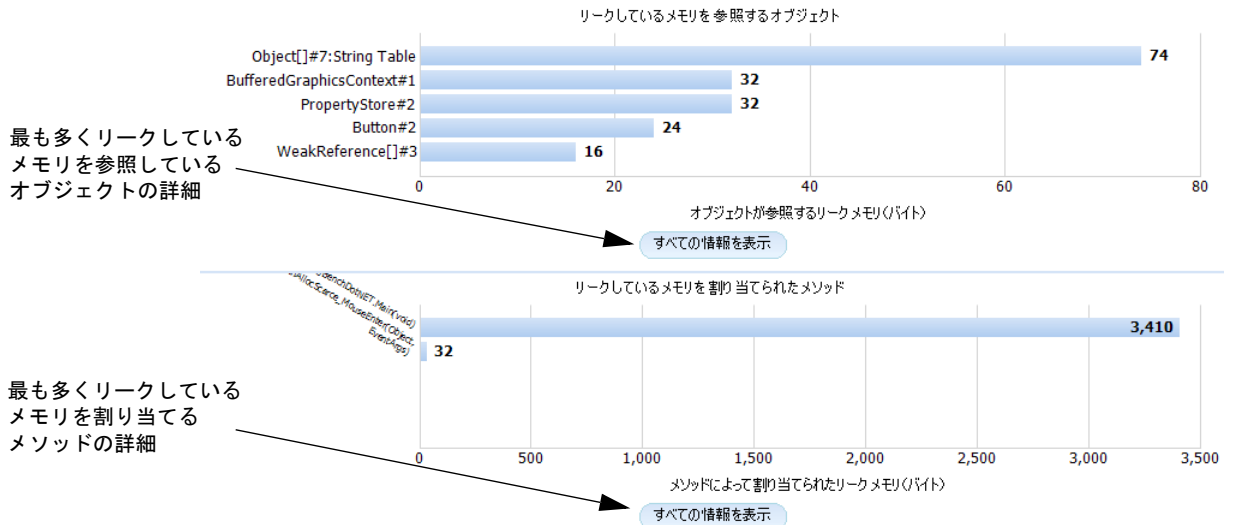 リークしているメモリを参照するオブジェクト
Object[]#7:String Table
74
BufferedGraphicsContext#1
32
PropertyStore#2
32
Button#2
24
WeakReference[]#3
16
0 20 40 60 80
オブジェクトが参照するリークメモリ(バイト)
すべての情報を表示
最も多くリークしている
メモリを参照している
オブジェクトの詳細
リークしているメモリを割り当てられたメソッド
BenchDotNET.Main(void)
3,410
AllocScarce_MouseEnter(Object,
EventArgs)
32
0 500 1,000 1,500 2,000 2,500 3,000 3,500
メソッドによって割り当てられたリークメモリ(バイト)
すべての情報を表示
最も多くリークしている
メモリを割り当てる
メソッドの詳細